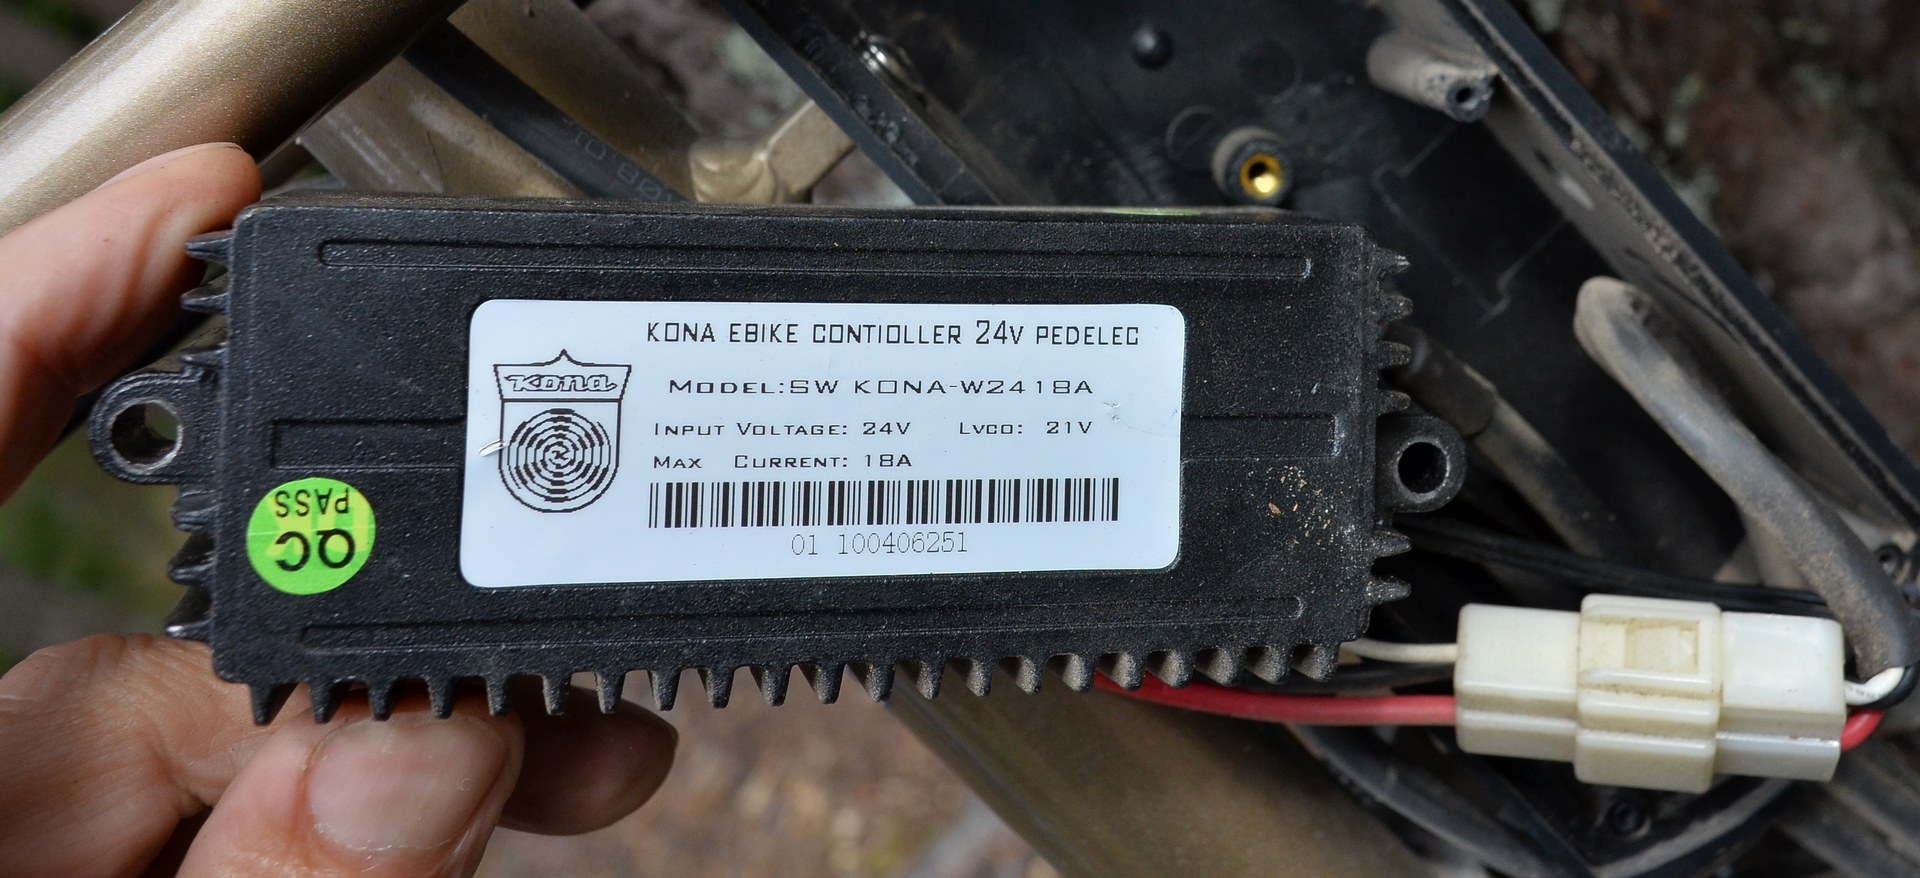 KONA EBIKE CONTIOLLER 24V PEDELEC
Kona
MODEL:SW KONA-W2418A
INPUT VOLTAGE: 24V LVCO: 21V
MAX CURRENT: 18A
01 100406251
QC
PASS